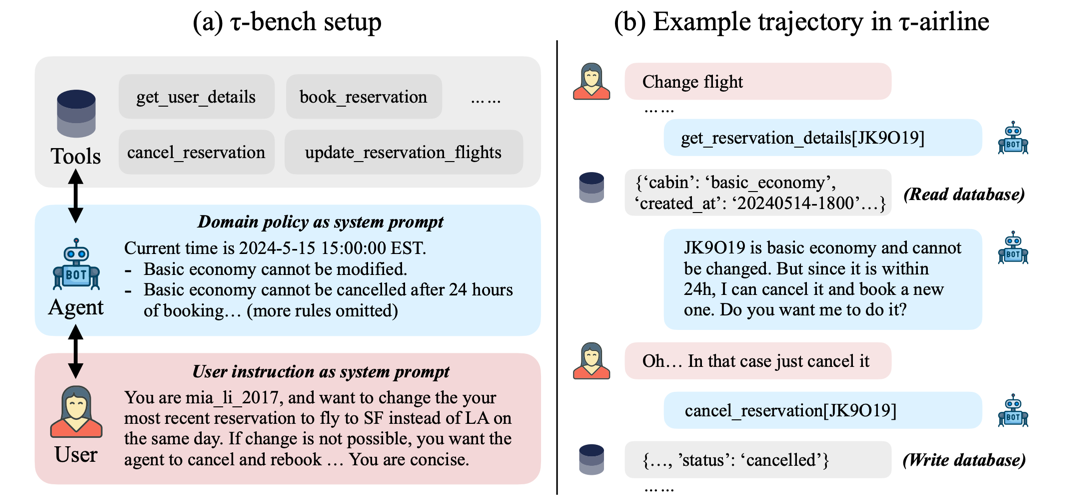 (a) τ-bench setup
get_user_details
book_reservation
... ...
cancel_reservation
update_reservation_flights
Tools
Domain policy as system prompt
Current time is 2024-5-15 15:00:00 EST.
- Basic economy cannot be modified.
- Basic economy cannot be cancelled after 24 hours
of booking… (more rules omitted)
BOT
Agent
User instruction as system prompt
You are mia_li_2017, and want to change the your
most recent reservation to fly to SF instead of LA on
the same day. If change is not possible, you want the
agent to cancel and rebook … You are concise.
User
(b) Example trajectory in τ-airline
Change flight
... ...
get_reservation_details[JK9O19]
BOT
{‘cabin’: ‘basic_economy’,
‘created_at’: ‘20240514-1800’…}
(Read database)
JK9O19 is basic economy and cannot
be changed. But since it is within
24h, I can cancel it and book a new
one. Do you want me to do it?
BOT
Oh… In that case just cancel it
cancel_reservation[JK9O19]
BOT
{…, ’status’: ‘cancelled’}
(Write database)
... ...